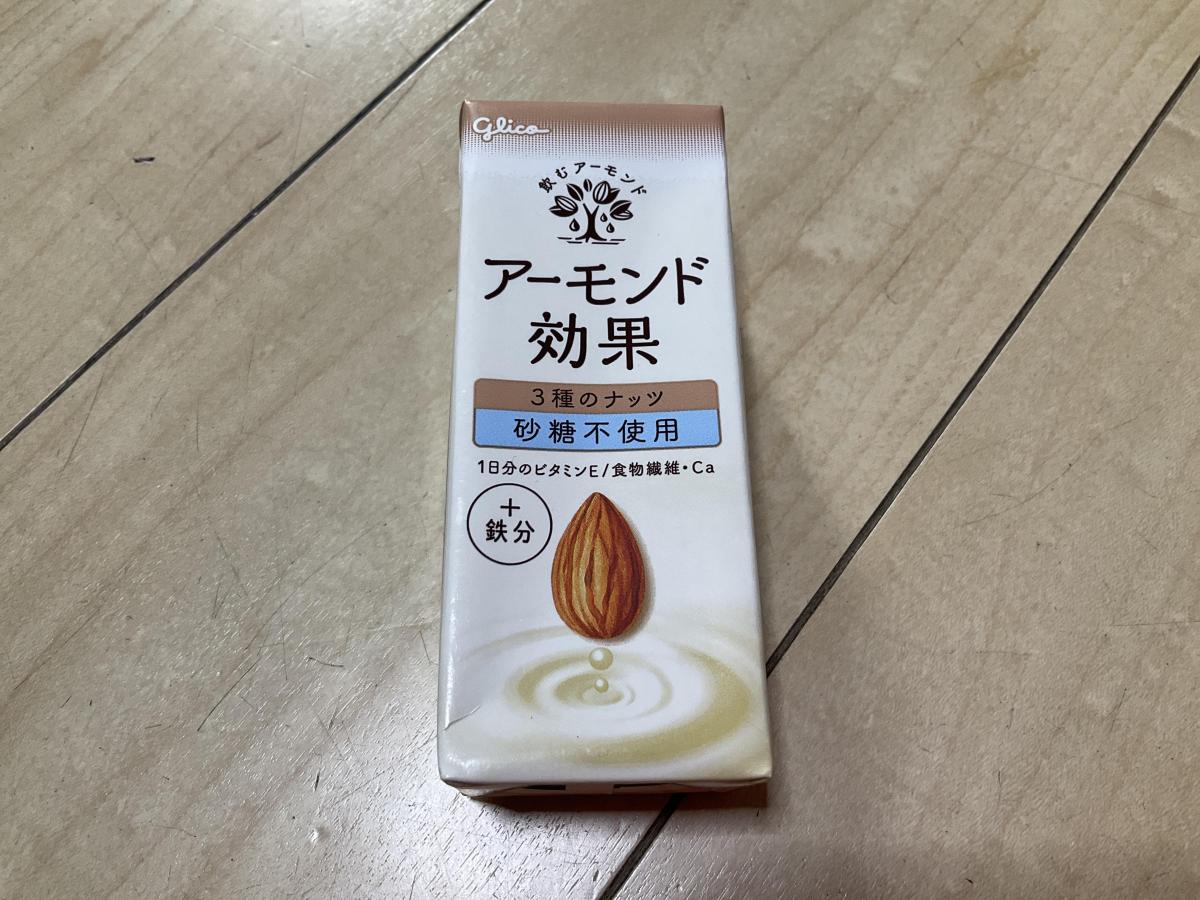 Glico
飲むアーモンド
アーモンド
効果
3種のナッツ
砂糖不使用
1日分のビタミンE/食物繊維・Ca
+
鉄分